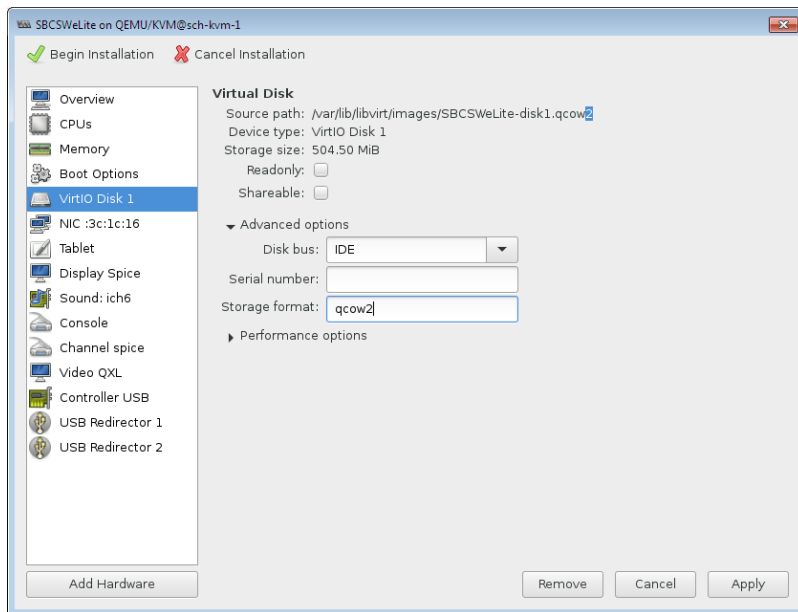 SBCSWeLite on QEMU/KVM@sch-kvm-1
Begin Installation Cancel Installation
Overview
CPUs
Memory
Boot Options
VirtIO Disk 1
NIC :3c:1c:16
Tablet
Display Spice
Sound: ich6
Console
Channel spice
Video QXL
Controller USB
USB Redirector 1
USB Redirector 2
Add Hardware
Virtual Disk
Source path: /var/lib/libvirt/images/SBCSWeLite-disk1.qcow2
Device type: VirtIO Disk 1
Storage size: 504.50 MiB
Readonly:
Shareable:
Advanced options
Disk bus: IDE
Serial number:
Storage format: qcow2
Performance options
Remove Cancel Apply